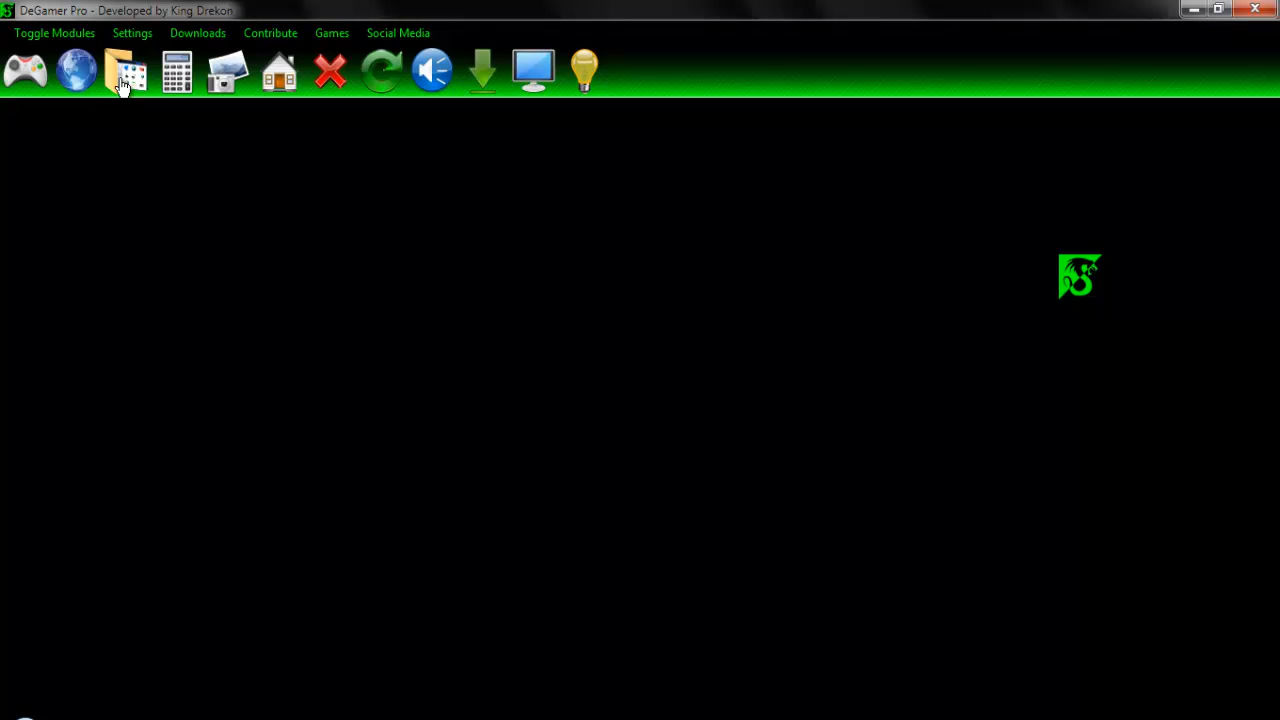 DeGamer Pro - Developed by King Drekon
Toggle Modules Settings Downloads Contribute Games Social Media